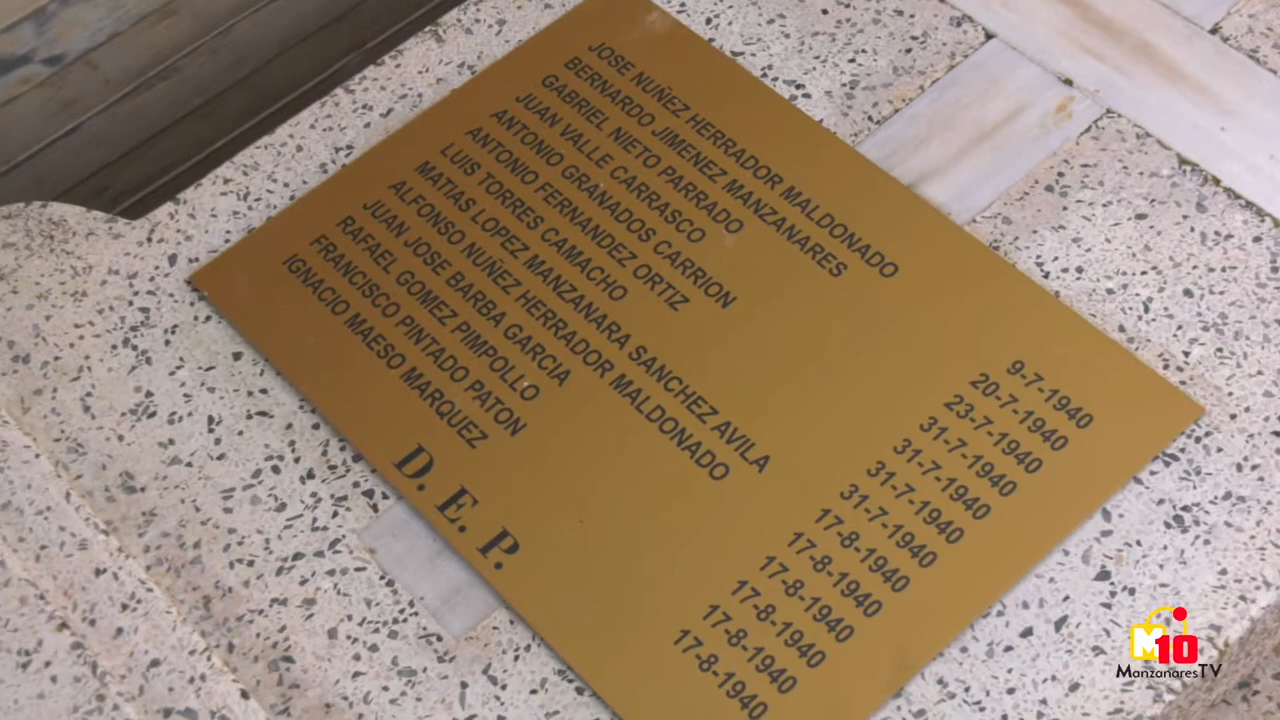 JOSE NUÑEZ HERRADOR MALDONADO 9-7-1940
BERNARDO JIMENEZ MANZANARES 20-7-1940
GABRIEL NIETO PARRADO 23-7-1940
JUAN VALLE CARRASCO 31-7-1940
ANTONIO GRANADOS CARRION 31-7-1940
ANTONIO FERNANDEZ ORTIZ 31-7-1940
LUIS TORRES CAMACHO 31-7-1940
MATIAS LOPEZ MANZANARA SANCHEZ AVILA 17-8-1940
ALFONSO NUÑEZ HERRADOR MALDONADO 17-8-1940
JUAN JOSE BARBA GARCIA 17-8-1940
RAFAEL GOMEZ PIMPOLLO 17-8-1940
FRANCISCO PINTADO PATON 17-8-1940
IGNACIO MAESO MARQUEZ 17-8-1940
D. E. P.
M10
ManzanaresTV